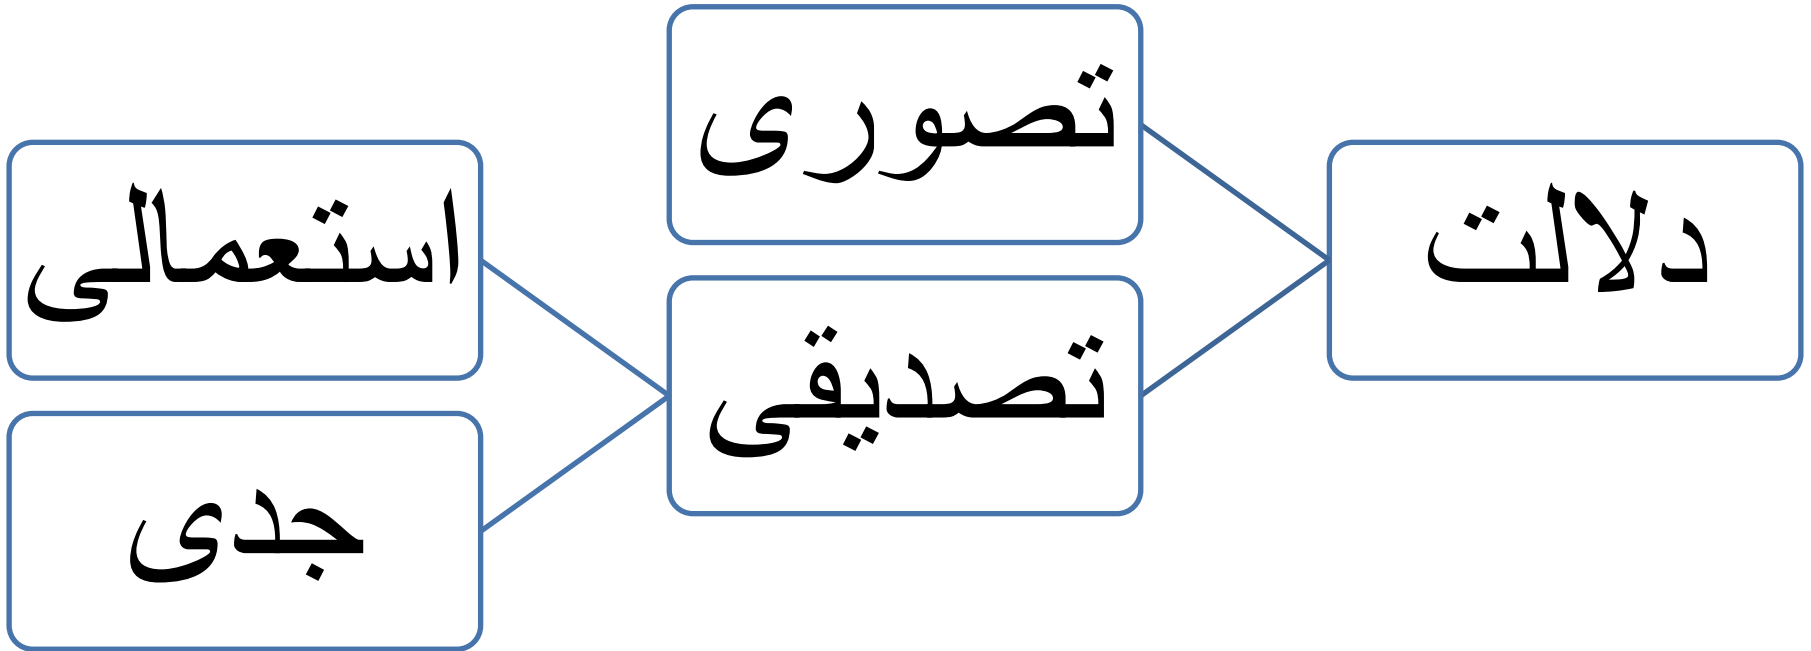 دلالت
تصوری
تصدیقی
استعمالی
جدی